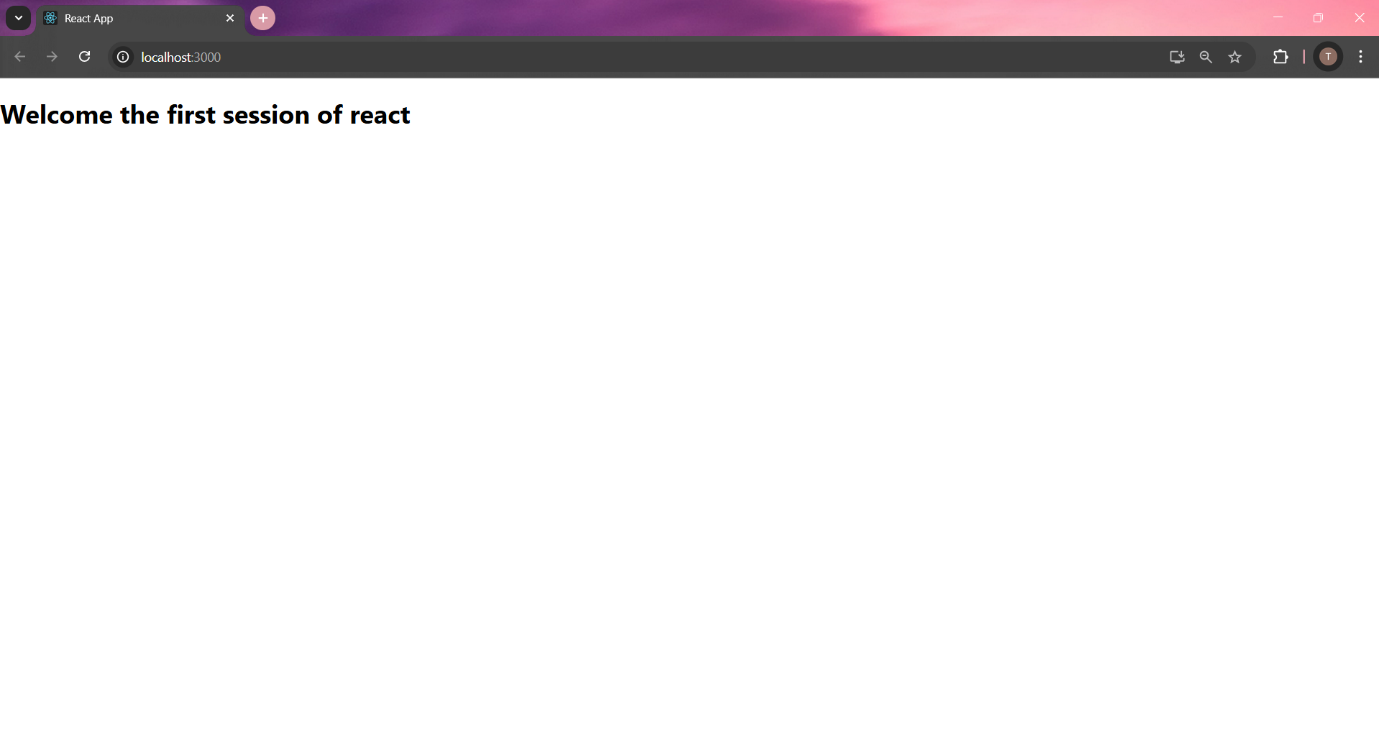 React App
localhost:3000
T
Welcome the first session of react